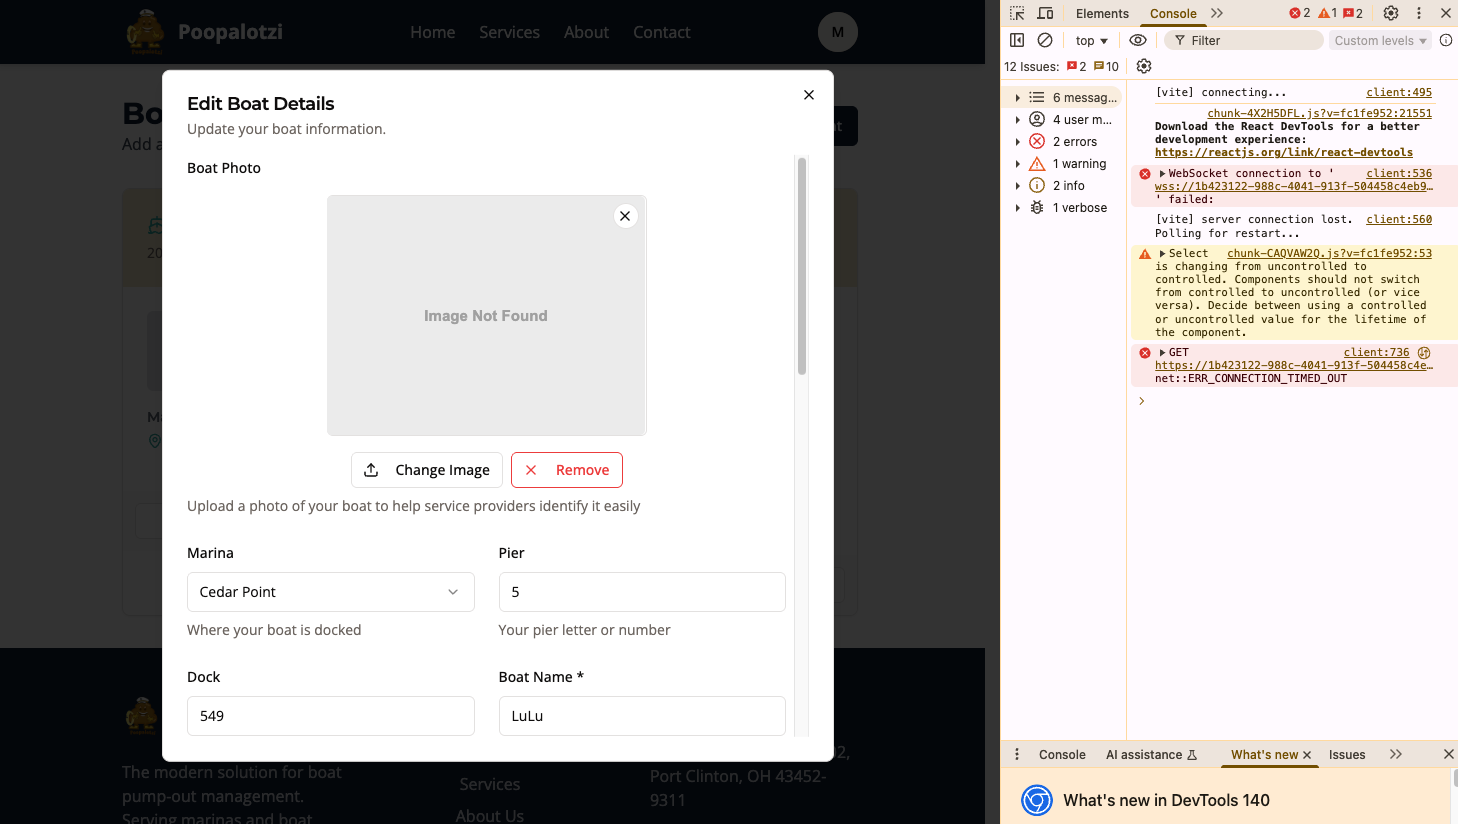 Poopalotzi
Home
Services
About
Contact
M
Edit Boat Details
Update your boat information.
Boat Photo
Image Not Found
Change Image
Remove
Upload a photo of your boat to help service providers identify it easily
Marina
Pier
Cedar Point
5
Where your boat is docked
Your pier letter or number
Dock
Boat Name *
549
LuLu
The modern solution for boat
pump-out management.
Serving marinas and boat
Services
About Us
Port Clinton, OH 43452-
9311
Elements
Console
2
1
2
top
Filter
Custom levels
12 Issues:
2
10
6 messag...
4 user m...
2 errors
1 warning
2 info
1 verbose
[vite] connecting...
client:495
chunk-4X2H5DFL.js?v=fc1fe952:21551
Download the React DevTools for a better
development experience:
https://reactjs.org/link/react-devtools
WebSocket connection to '
client:536
wss://1b423122-988c-4041-913f-504458c4eb9…
' failed:
[vite] server connection lost.
client:560
Polling for restart...
Select
chunk-CAQVAW2Q.js?v=fc1fe952:53
is changing from uncontrolled to
controlled. Components should not switch
from controlled to uncontrolled (or vice
versa). Decide between using a controlled
or uncontrolled value for the lifetime of
the component.
GET
client:736
https://1b423122-988c-4041-913f-504458c4e…
net::ERR_CONNECTION_TIMED_OUT
Console
AI assistance
What's new
Issues
What's new in DevTools 140